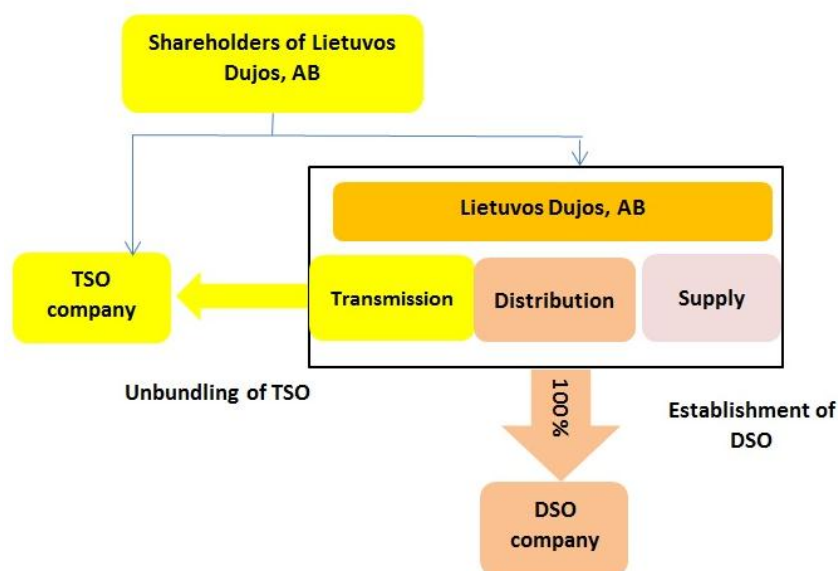 Shareholders of Lietuvos
Dujos, AB
Lietuvos Dujos, AB
TSO
company
Transmission
Distribution
Supply
Unbundling of TSO
100%
Establishment of
DSO
DSO
company